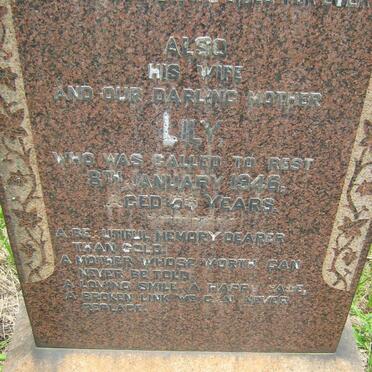 ALSO
HIS WIFE
AND OUR DARLING MOTHER
LILY
WHO WAS CALLED TO REST
8TH JANUARY 1946,
AGED YEARS
A BEAUTIFUL MEMORY DEARER
THAN GOLD.
A MOTHER WHOSE WORTH CAN
NEVER BE TOLD.
A LOVING SMILE, A HAPPY FACE,
A BROKEN LINK WE CAN NEVER
REPLACE.